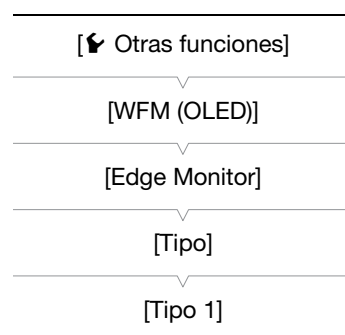 [Otras funciones]
[WFM (OLED)]
[Edge Monitor]
[Tipo]
[Tipo 1]